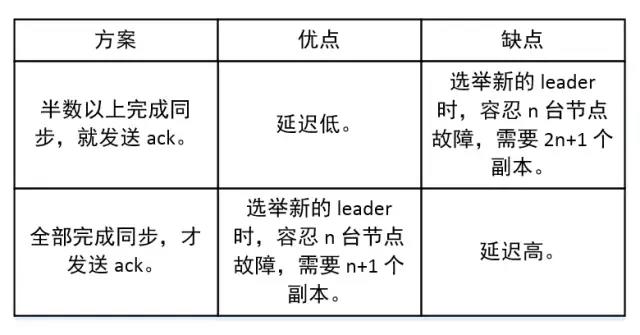 方案
优点
缺点
半数以上完成同
步，就发送 ack。
延迟低。
选举新的 leader
时，容忍 n 台节点
故障，需要 2n+1 个
副本。
全部完成同步，才
发送 ack。
选举新的 leader
时，容忍 n 台节点
故障，需要 n+1 个
副本。
延迟高。